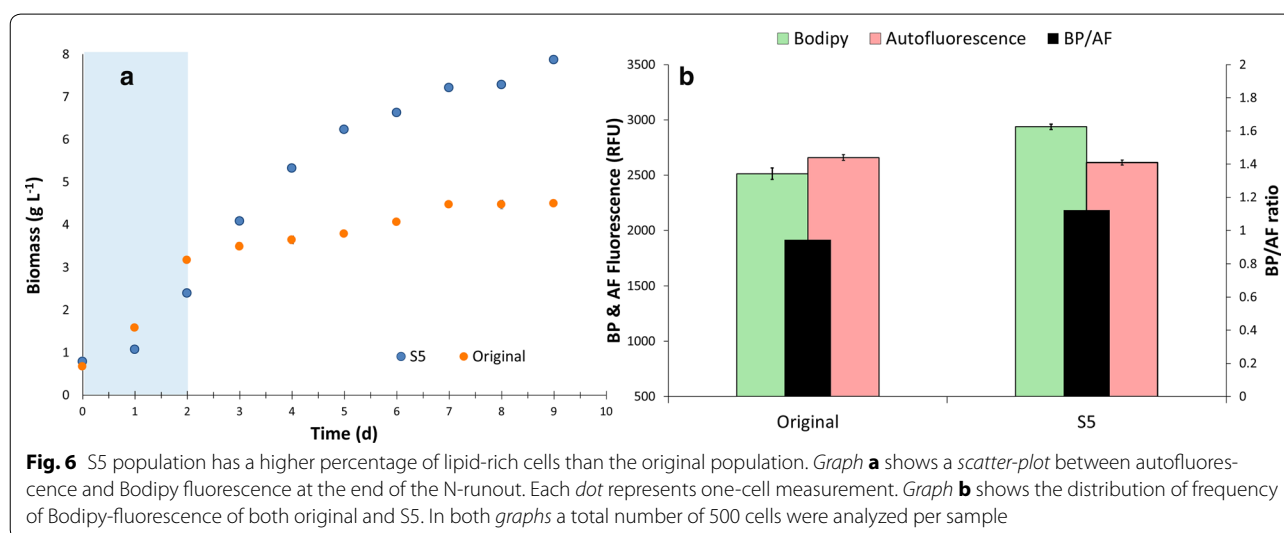 a
8
7
6
5
4
3
2
1
0
Biomass (g L-1)
0 1 2 3 4 5 6 7 8 9 10
Time (d)
S5 Original
Bodipy Autofluorescence BP/AF
b
3500
3000
2500
2000
1500
1000
500
BP & AF Fluorescence (RFU)
2
1.8
1.6
1.4
1.2
1
0.8
0.6
0.4
0.2
0
BP/AF ratio
Original S5
Fig. 6 S5 population has a higher percentage of lipid-rich cells than the original population. Graph a shows a scatter-plot between autofluores-
cence and Bodipy fluorescence at the end of the N-runout. Each dot represents one-cell measurement. Graph b shows the distribution of frequency
of Bodipy-fluorescence of both original and S5. In both graphs a total number of 500 cells were analyzed per sample